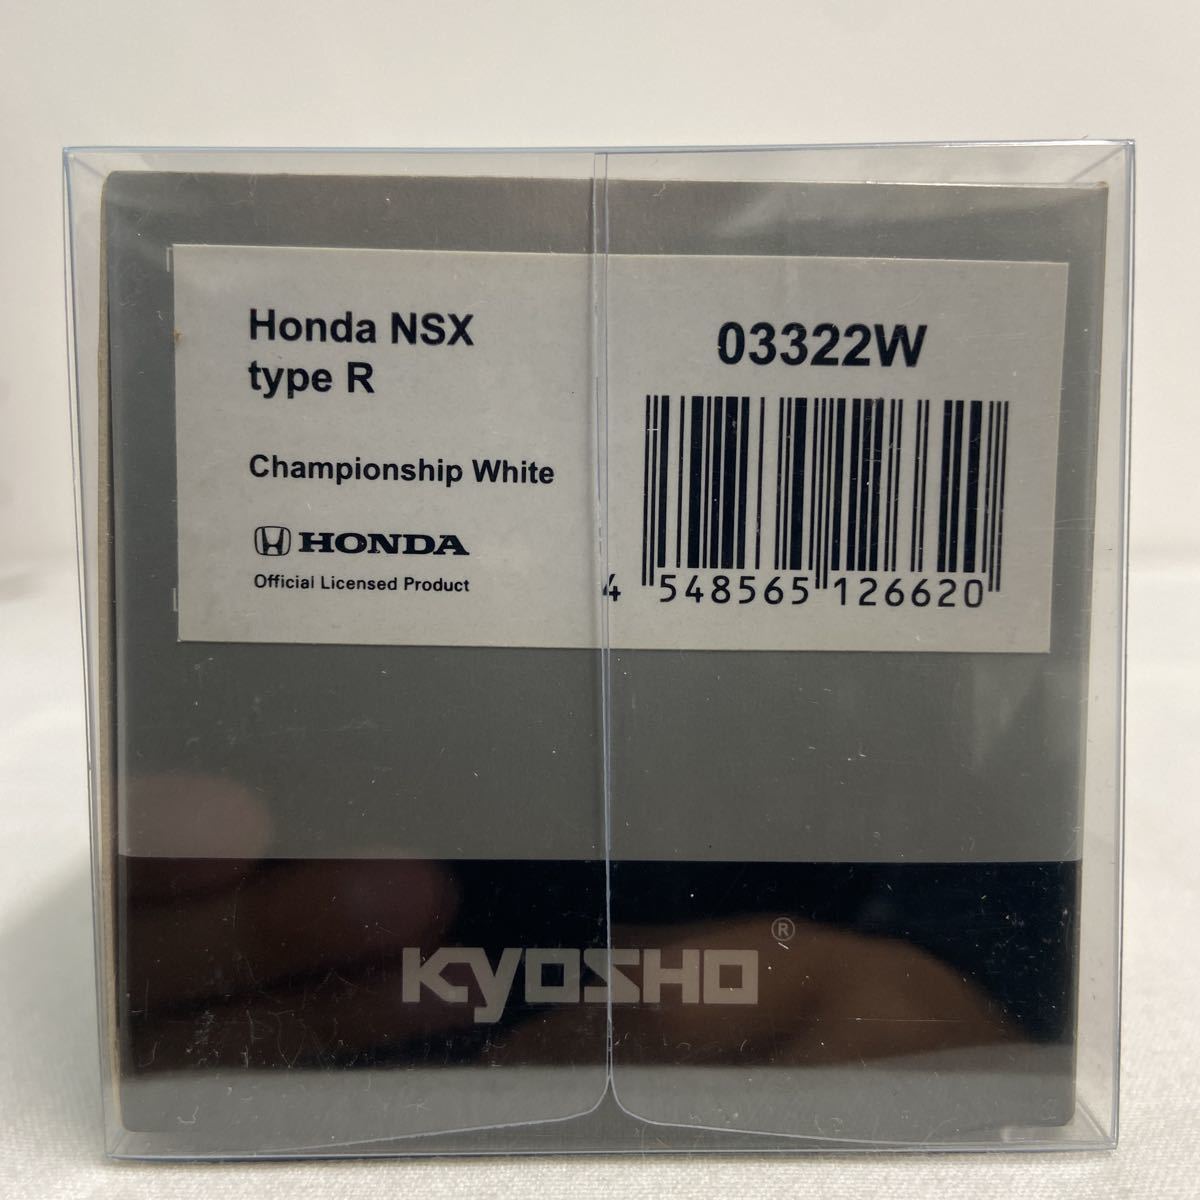 Honda NSX
type R
Championship White
HONDA
Official Licensed Product
03322W
4 548565 126620
KYOSHO ®